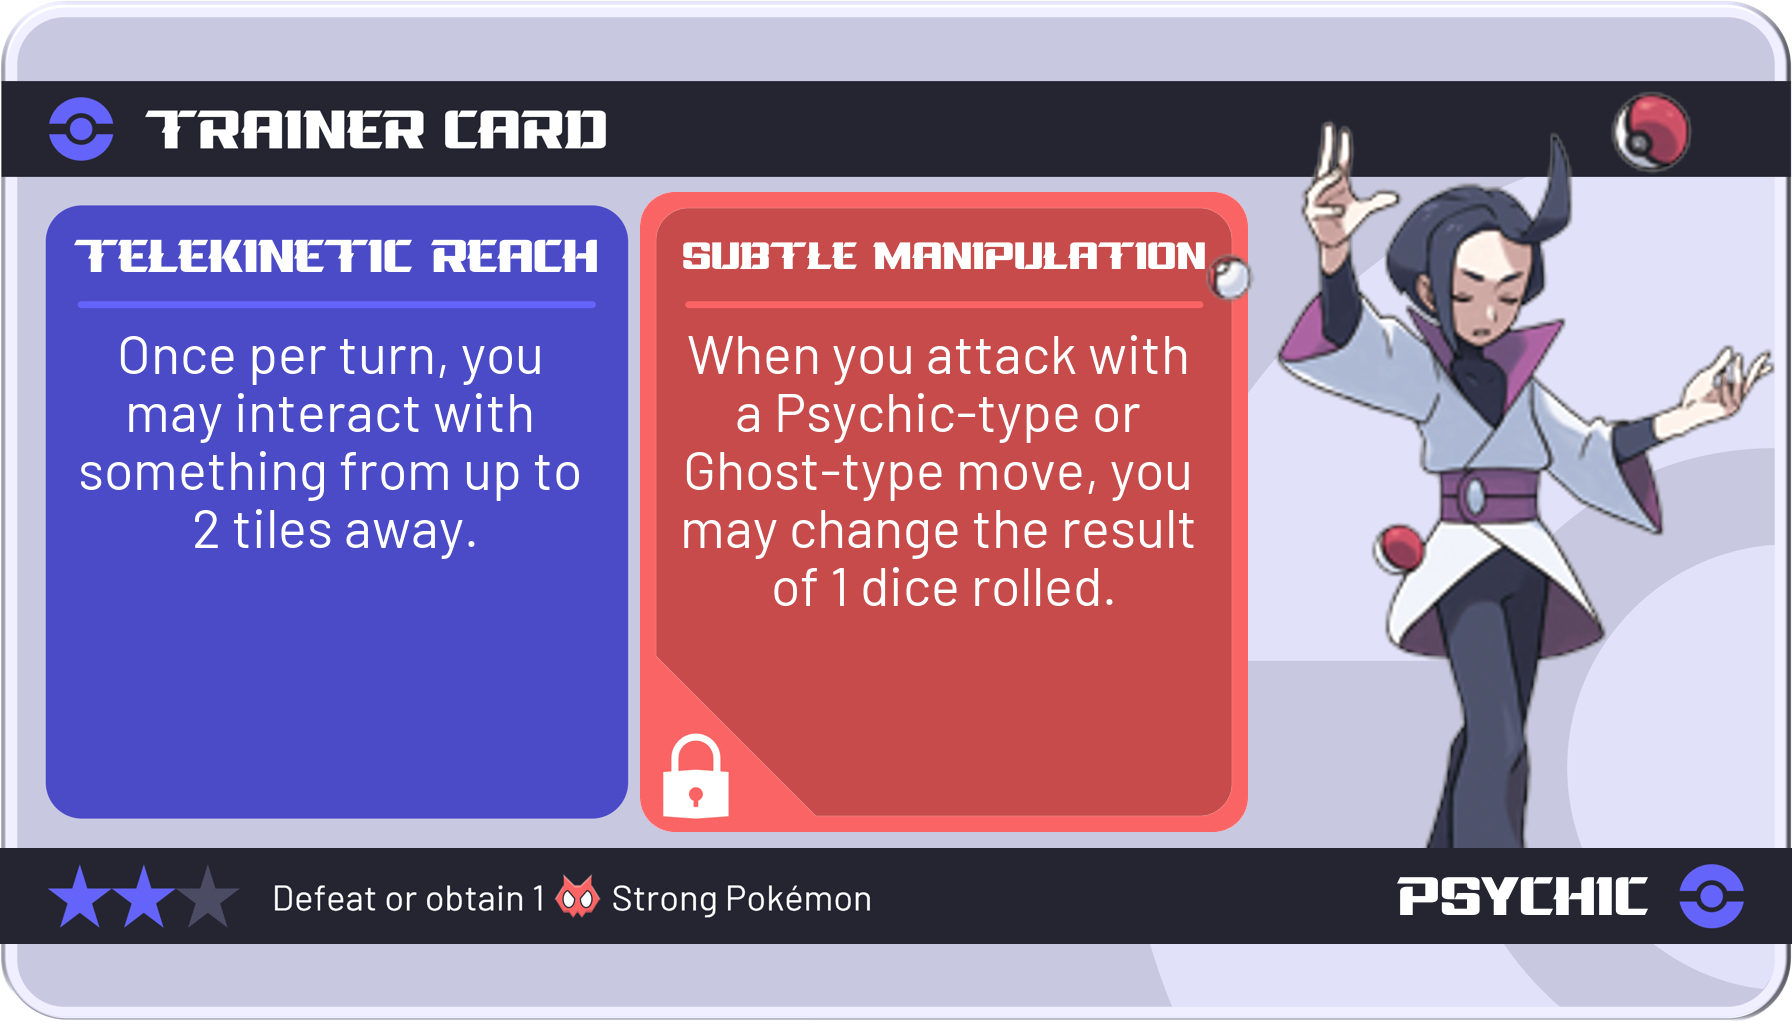 TRAINER CARD
TELEKINETIC REACH
Once per turn, you
may interact with
something from up to
2 tiles away.
SUBTLE MANIPULATION
When you attack with
a Psychic-type or
Ghost-type move, you
may change the result
of 1 dice rolled.
Defeat or obtain 1 Strong Pokémon
PSYCHIC